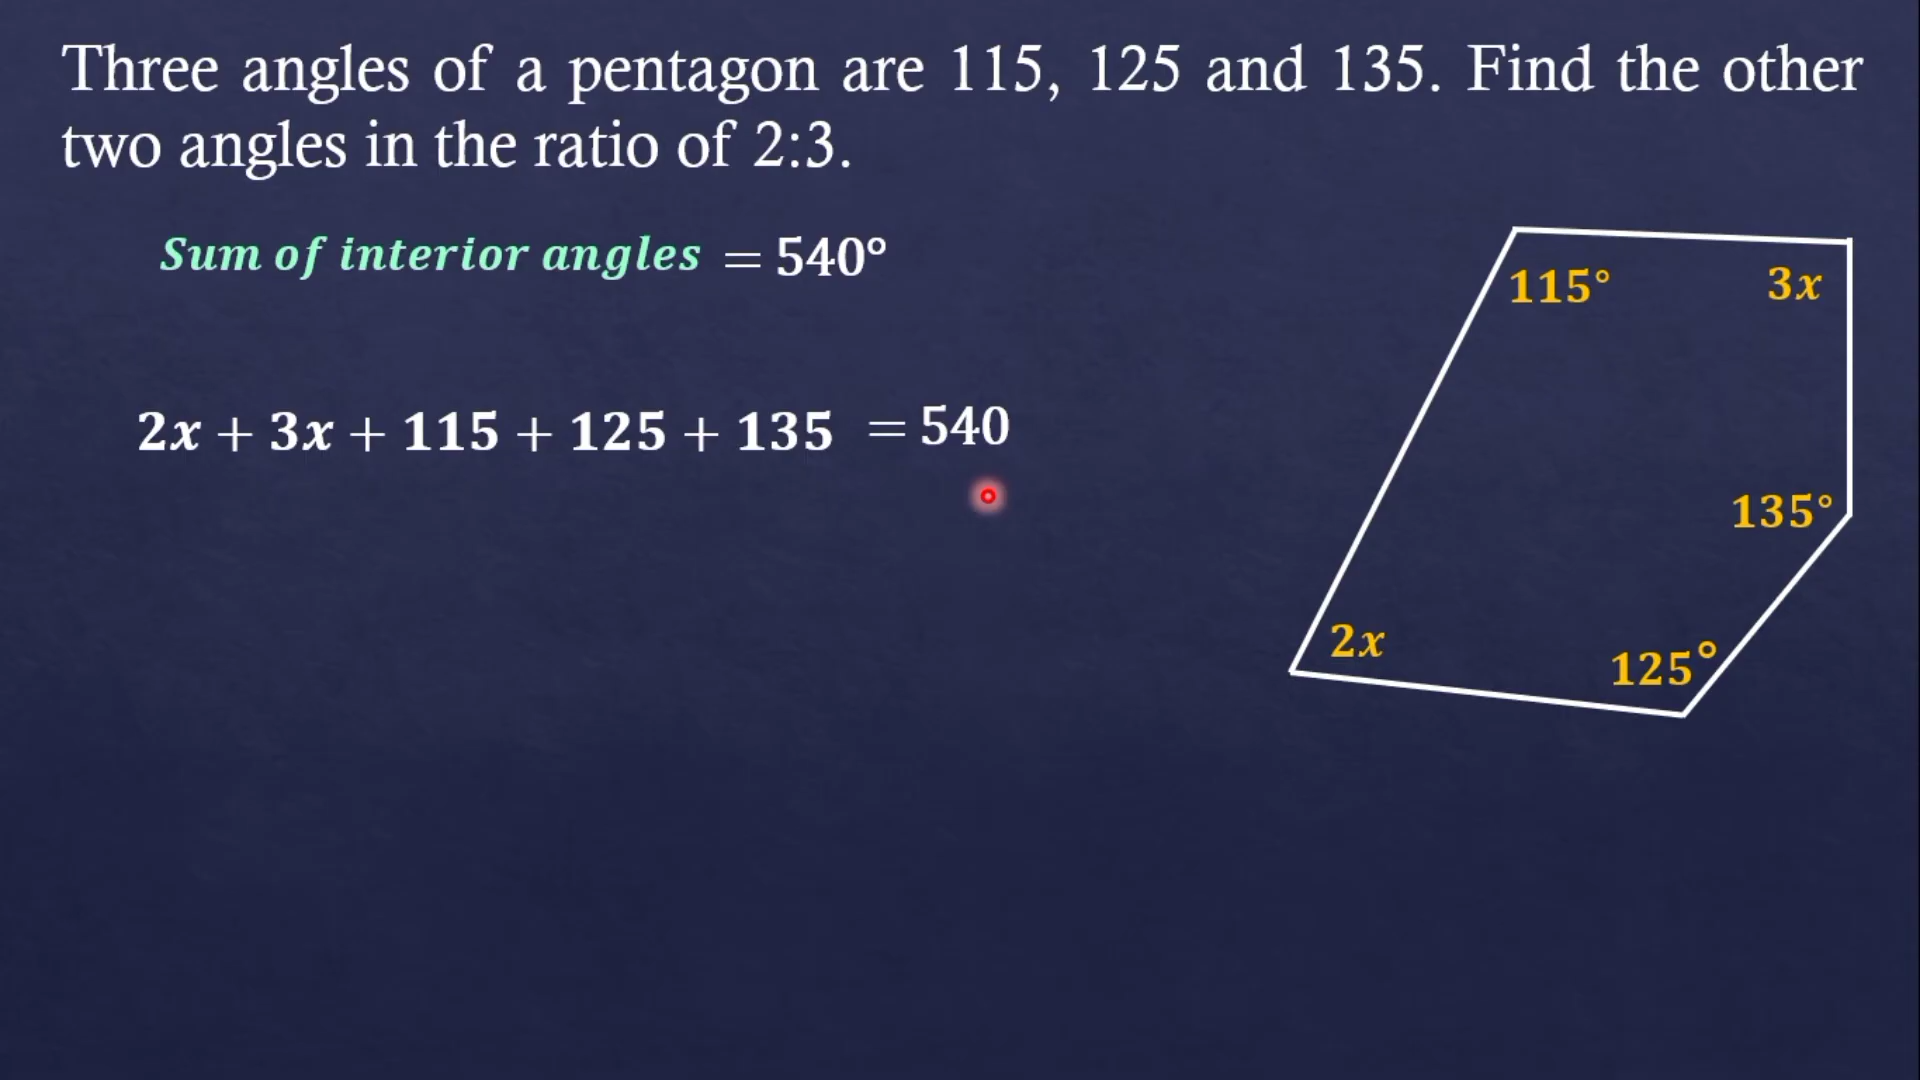 Three angles of a pentagon are 115, 125 and 135. Find the other
two angles in the ratio of 2:3.
Sum of interior angles = 540°
2x + 3x + 115 + 125 + 135 = 540
115°
3x
135°
2x
125°